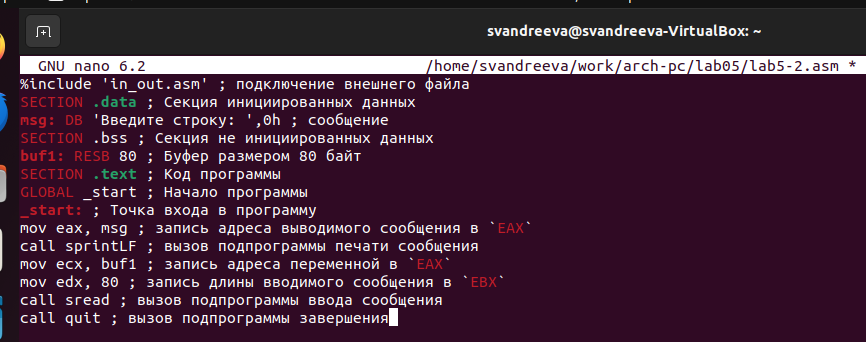 svandreeva@svandreeva-VirtualBox: ~
GNU nano 6.2 /home/svandreeva/work/arch-pc/lab05/lab5-2.asm *
%include 'in_out.asm' ; подключение внешнего файла
SECTION .data ; Секция инициированных данных
msg: DB 'Введите строку: ',0h ; сообщение
SECTION .bss ; Секция не инициированных данных
buf1: RESB 80 ; Буфер размером 80 байт
SECTION .text ; Код программы
GLOBAL _start ; Начало программы
_start: ; Точка входа в программу
mov eax, msg ; запись адреса выводимого сообщения в `EAX`
call sprintLF ; вызов подпрограммы печати сообщения
mov ecx, buf1 ; запись адреса переменной в `EAX`
mov edx, 80 ; запись длины вводимого сообщения в `EBX`
call sread ; вызов подпрограммы ввода сообщения
call quit ; вызов подпрограммы завершения